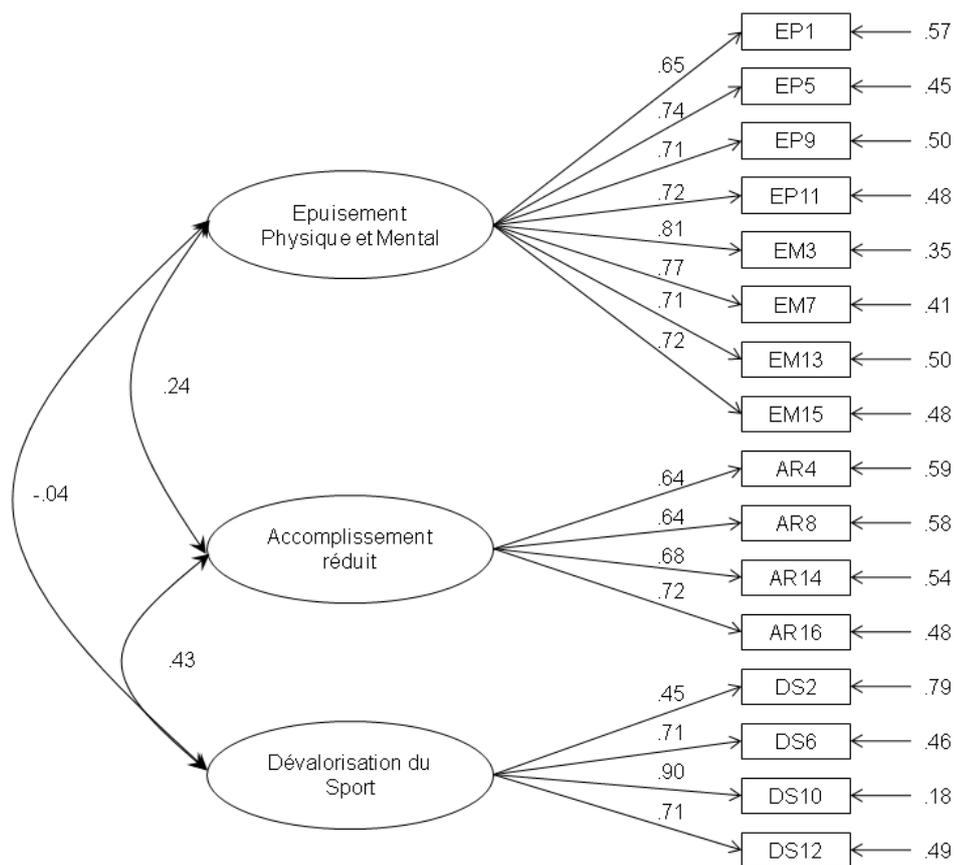 EP1
.57
.65
EP5
.45
.74
EP9
.50
.71
Epuisement
Physique et Mental
EP11
.48
.72
EM3
.35
.81
EM7
.41
.77
EM13
.50
.71
EM15
.48
.72
.24
-.04
AR4
.59
.64
Accomplissement
réduit
AR8
.58
.64
AR14
.54
.68
AR16
.48
.72
.43
DS2
.79
.45
Dévalorisation du
Sport
DS6
.46
.71
DS10
.18
.90
DS12
.49
.71